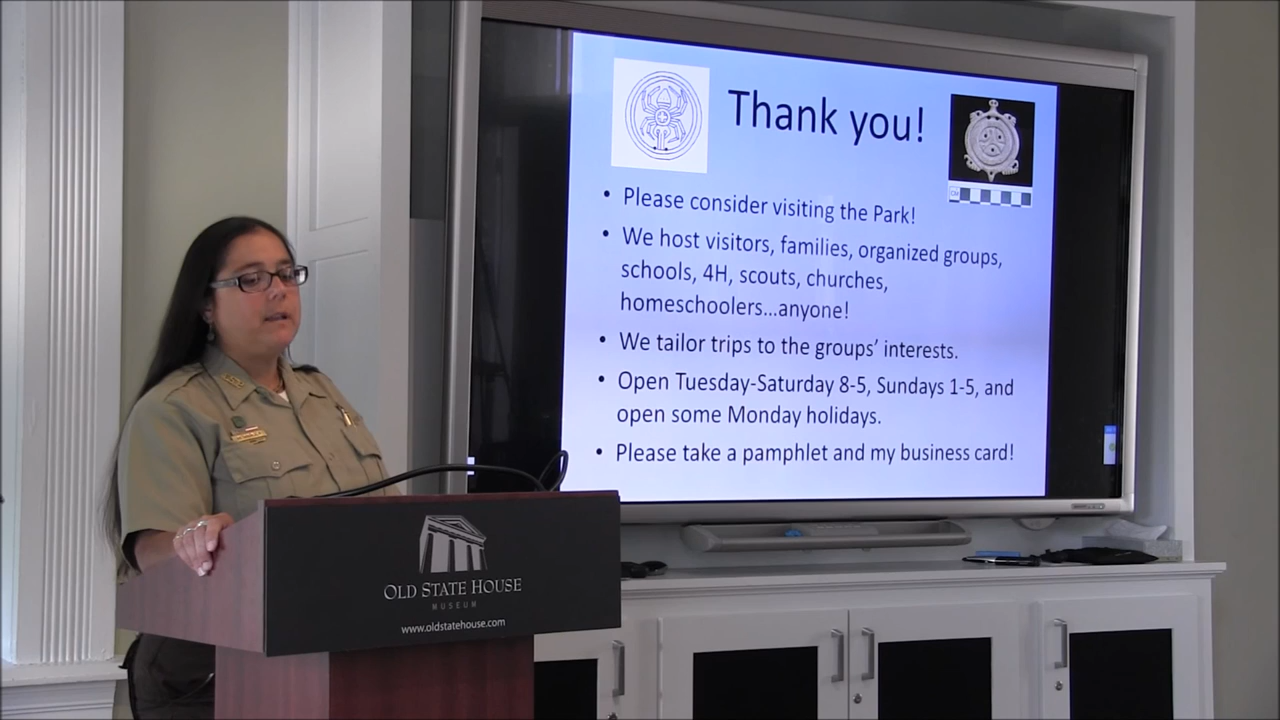 Thank you!
• Please consider visiting the Park!
• We host visitors, families, organized groups,
schools, 4H, scouts, churches,
homeschoolers...anyone!
• We tailor trips to the groups' interests.
• Open Tuesday-Saturday 8-5, Sundays 1-5, and
open some Monday holidays.
• Please take a pamphlet and my business card!
OLD STATE HOUSE
MUSEUM
www.oldstatehouse.com